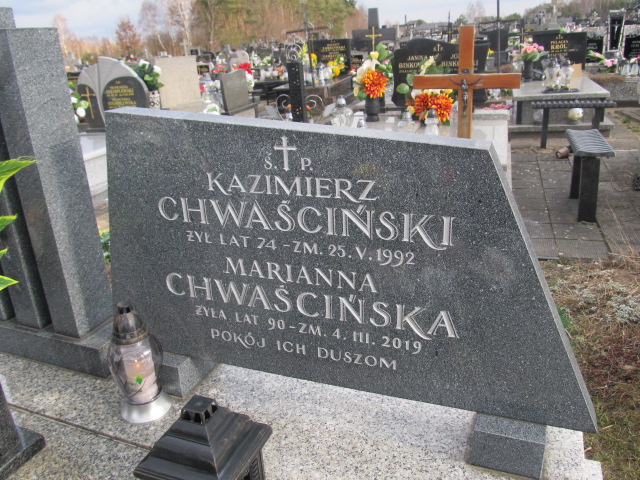 Ś. P.
KAZIMIERZ
CHWAŚCIŃSKI
ŻYŁ LAT 74 - ZM. 25.V.1992
MARIANNA
CHWAŚCIŃSKA
ŻYŁA LAT 90 - ZM. 4.III.2019
POKÓJ ICH DUSZOM
KRÓL